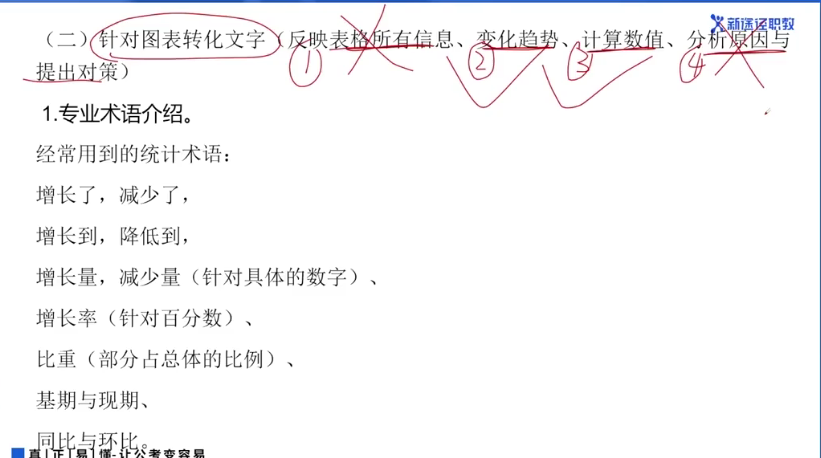 新途径职教
（二）针对图表转化文字（反映表格所有信息、变化趋势、计算数值、分析原因与
提出对策）
① ② ③ ④
1.专业术语介绍。
经常用到的统计术语：
增长了，减少了，
增长到，降低到，
增长量，减少量（针对具体的数字）、
增长率（针对百分数）、
比重（部分占总体的比例）、
基期与现期、
同比与环比。
真|正|易|懂-让公考变容易